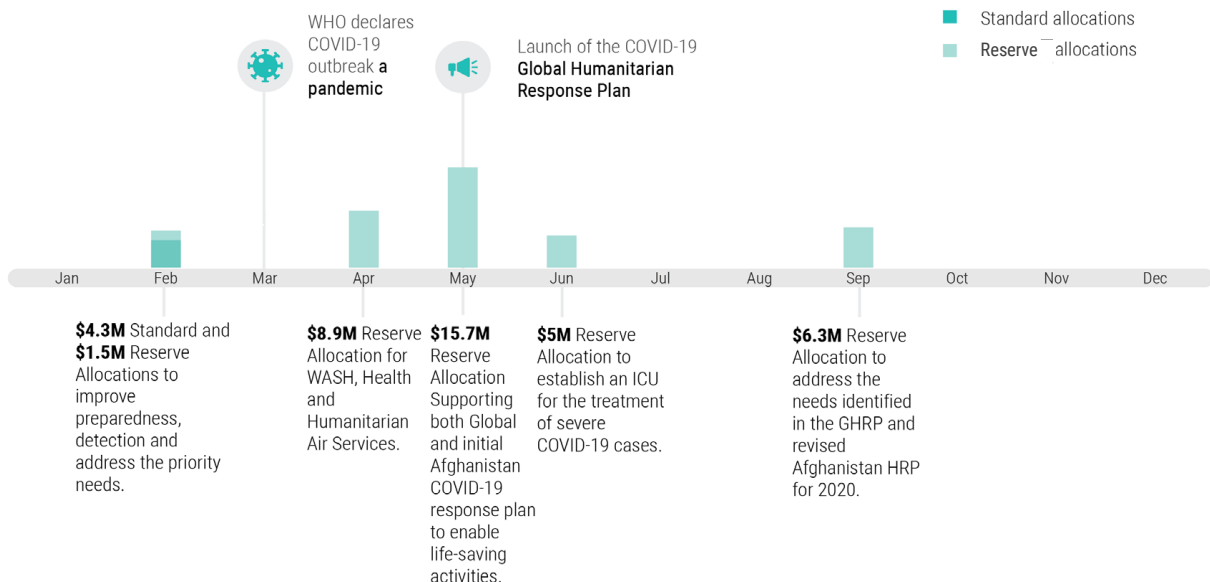 WHO declares
COVID-19
outbreak a
pandemic
Launch of the COVID-19
Global Humanitarian
Response Plan
Standard allocations
Reserve allocations
Jan
Feb
Mar
Apr
May
Jun
Jul
Aug
Sep
Oct
Nov
Dec
$4.3M Standard and
$1.5M Reserve
Allocations to
improve
preparedness,
detection and
address the priority
needs.
$8.9M Reserve
Allocation for
WASH, Health
and
Humanitarian
Air Services.
$15.7M
Reserve
Allocation
Supporting
both Global
and initial
Afghanistan
COVID-19
response plan
to enable
life-saving
activities.
$5M Reserve
Allocation to
establish an ICU
for the treatment
of severe
COVID-19 cases.
$6.3M Reserve
Allocation to
address the
needs identified
in the GHRP and
revised
Afghanistan HRP
for 2020.